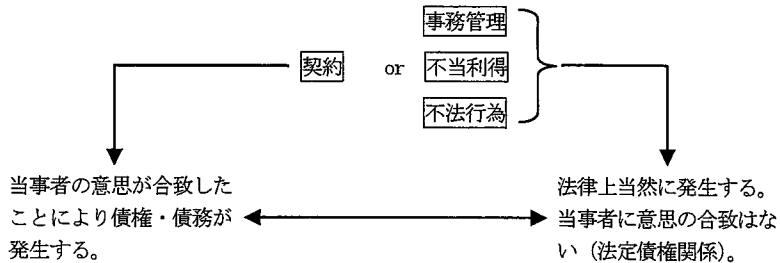 事務管理
契約 or 不当利得
不法行為
当事者の意思が合致した
ことにより債権・債務が
発生する。
法律上当然に発生する。
当事者に意思の合致はな
い（法定債権関係）。